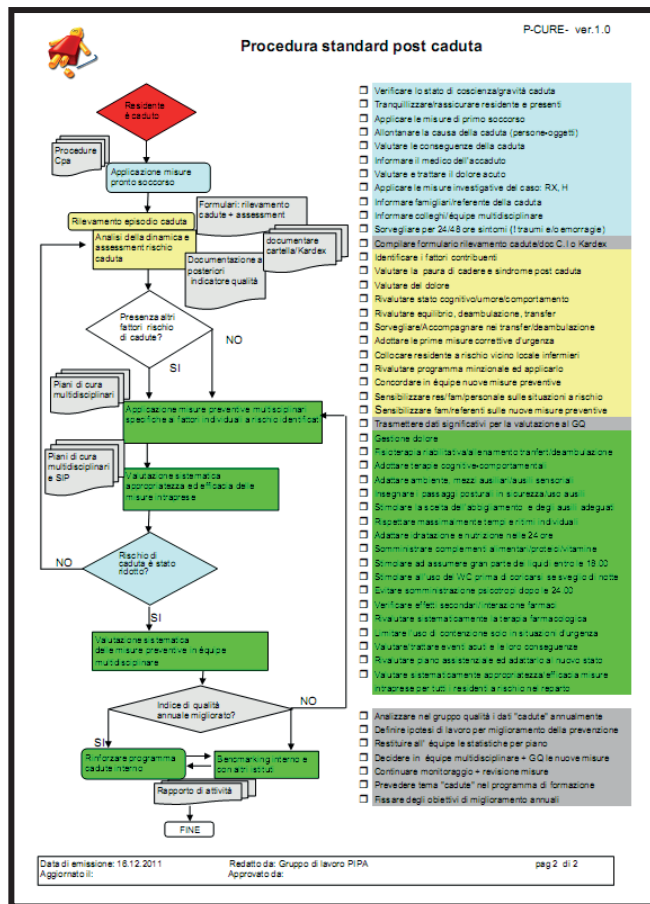 P-CURE- ver.1.0
Procedura standard post caduta
Residente
è caduto
Procedure
Cpa
Applicazione misure
pronto soccorso
Formulari: rilevamento
cadute + assessment
Rilevamento episodio caduta
Analisi della dinamica e
assessment rischio
caduta
documentare
cartella/Kardex
Documentazione a
posteriori
indicatore qualità
Presenza altri
fattori rischio
di cadute?
NO
SI
Piani di cura
multidisciplinari
Applicazione misure preventive multidisciplinari
specifiche a fattori individuali a rischio identificati
Piani di cura
multidisciplinari
e SIP
Valutazione sistematica
appropriatezza ed efficacia delle
misure intraprese
NO
Rischio di
caduta è stato
ridotto?
SI
Valutazione sistematica
delle misure preventive in équipe
multidisciplinare
NO
Indice di qualità
annuale migliorato?
SI
Rinforzare programma
cadute interno
Benchmarking interno e
con altri istituti
Rapporto di attività
FINE
Verificare lo stato di coscienza/gravità caduta
Tranquillizzare/rassicurare residente e presenti
Applicare le misure di primo soccorso
Allontanare la causa della caduta (persone-oggetti)
Valutare le conseguenze della caduta
Informare il medico dell'accaduto
Valutare e trattare il dolore acuto
Applicare le misure investigative del caso: RX, H
Informare famigliari/referente della caduta
Informare colleghi/équipe multidisciplinare
Sorvegliare per 24/48 ore sintomi (! traumi e/o emorragie)
Compilare formulario rilevamento cadute/doc C. I o Kardex
Identificare i fattori contribuenti
Valutare la paura di cadere e sindrome post caduta
Valutare del dolore
Rivalutare stato cognitivo/umore/comportamento
Rivalutare equilibrio, deambulazione, transfer
Sorvegliare/Accompagnare nel transfer/deambulazione
Adottare le prime misure correttive d'urgenza
Collocare residente a rischio vicino locale infermieri
Rivalutare programma minzionale ed applicarlo
Concordare in équipe nuove misure preventive
Sensibilizzare res/fam/personale sulle situazioni a rischio
Sensibilizzare fam/referenti sulle nuove misure preventive
Trasmettere dati significativi per la valutazione al GQ
Gestione dolore
Fisioterapia riabilitativa/allenamento tranfert/deambulazione
Adottare terapie cognitive-comportamentali
Adattare ambiente, mezzi ausiliari/ausili sensoriali
Insegnare i passaggi posturali in sicurezza/uso ausili
Stimolare la scelta dell'abbigliamento e degli ausili adeguati
Rispettare massimalmente tempi e ritmi individuali
Adattare idratazione e nutrizione nelle 24 ore
Somministrare complementi alimentari/protein/vitamine
Stimolare ad assumere gran parte dei liquidi entro le 18.00
Stimolare all'uso del WC prima di coricarsi, se sveglio di notte
Evitare somministrazione psicotropi dopo le 24.00
Verificare effetti secondari/interazione farmaci
Rivalutare sistematicamente la terapia farmacologica
Limitare l'uso di contenzione solo in situazioni d'urgenza
Valutare/trattare eventi acuti e le loro conseguenze
Rivalutare piano assistenziale ed adattarlo al nuovo stato
Valutare sistematicamente appropriatezza/efficacia misure
intraprese per tutti i residenti a rischio nel reparto
Analizzare nel gruppo qualità i dati "cadute" annualmente
Definire ipotesi di lavoro per miglioramento della prevenzione
Restituire all' équipe le statistiche per piano
Decidere in équipe multidisciplinare + GQ le nuove misure
Continuare monitoraggio + revisione misure
Prevedere tema "cadute" nel programma di formazione
Fissare degli obiettivi di miglioramento annuali
Data di emissione: 16.12.2011
Redatto da: Gruppo di lavoro PIPA
pag 2 di 2
Aggiornato il:
Approvato da: